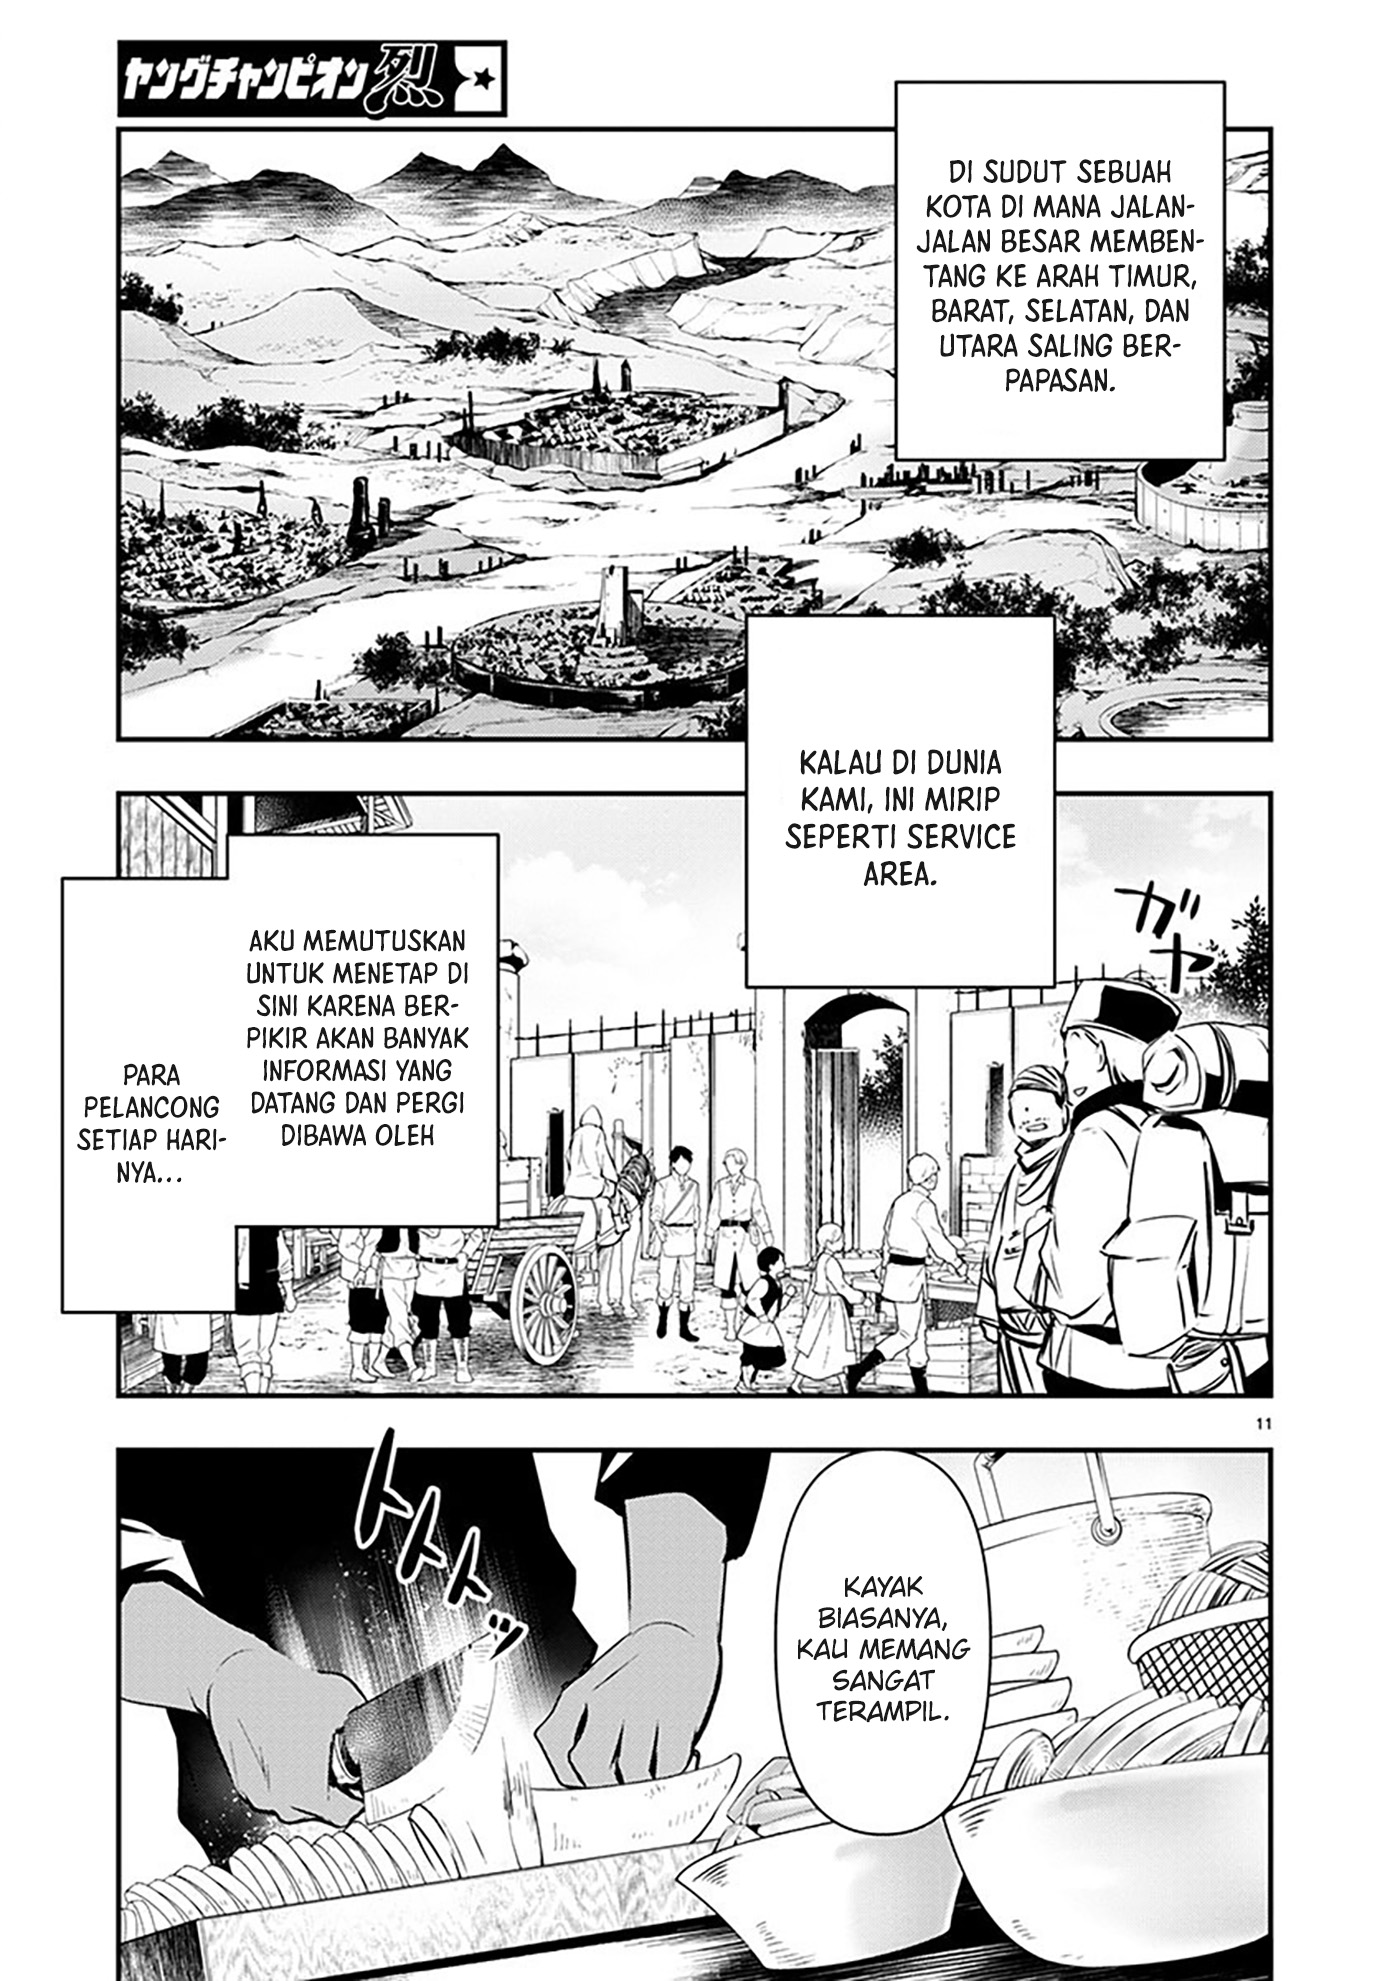 ヤングチャンピオン烈
DI SUDUT SEBUAH
KOTA DI MANA JALAN-
JALAN BESAR MEMBEN-
TANG KE ARAH TIMUR,
BARAT, SELATAN, DAN
UTARA SALING BER-
PAPASAN.
KALAU DI DUNIA
KAMI, INI MIRIP
SEPERTI SERVICE
AREA.
ガヤ
AKU MEMUTUSKAN
UNTUK MENETAP DI
SINI KARENA BER-
PIKIR AKAN BANYAK
INFORMASI YANG
DATANG DAN PERGI
DIBAWA OLEH
PARA
PELANCONG
SETIAP HARI-
NYA...
11
KAYAK
BIASANYA,
KAU MEMANG
SANGAT
TERAMPIL.
トトトッ